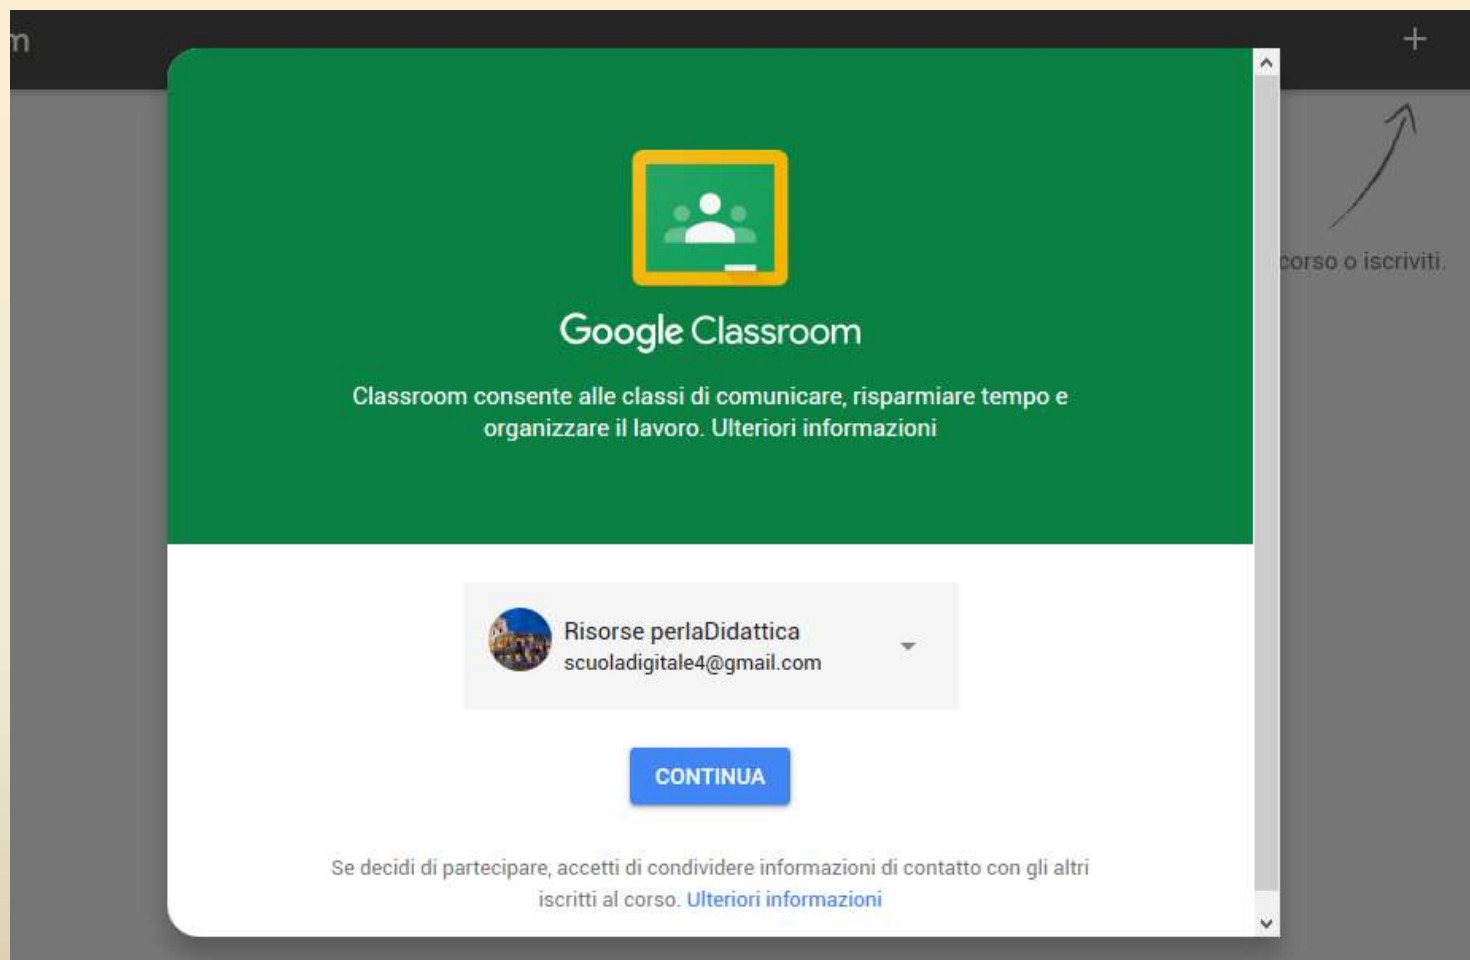 m
+
corso o iscriviti.
Google Classroom
Classroom consente alle classi di comunicare, risparmiare tempo e
organizzare il lavoro. Ulteriori informazioni
Risorse perlaDidattica
scuoladigitale4@gmail.com
CONTINUA
Se decidi di partecipare, accetti di condividere informazioni di contatto con gli altri
iscritti al corso. Ulteriori informazioni